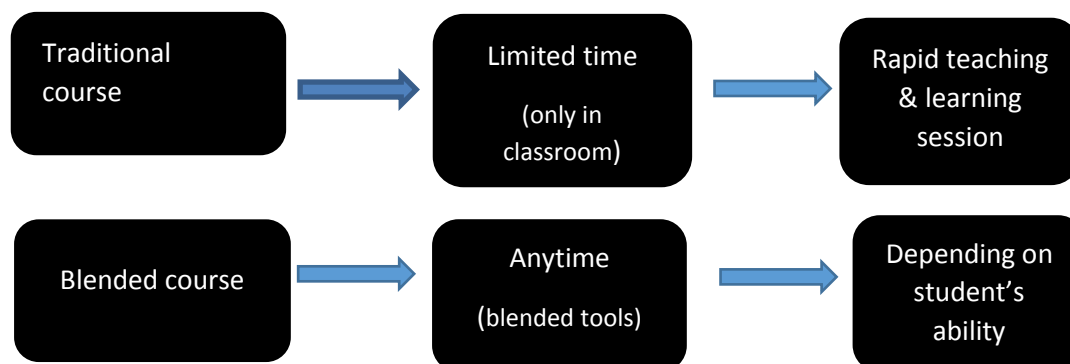 Traditional
course
Limited time
(only in
classroom)
Rapid teaching
& learning
session
Blended course
Anytime
(blended tools)
Depending on
student’s
ability